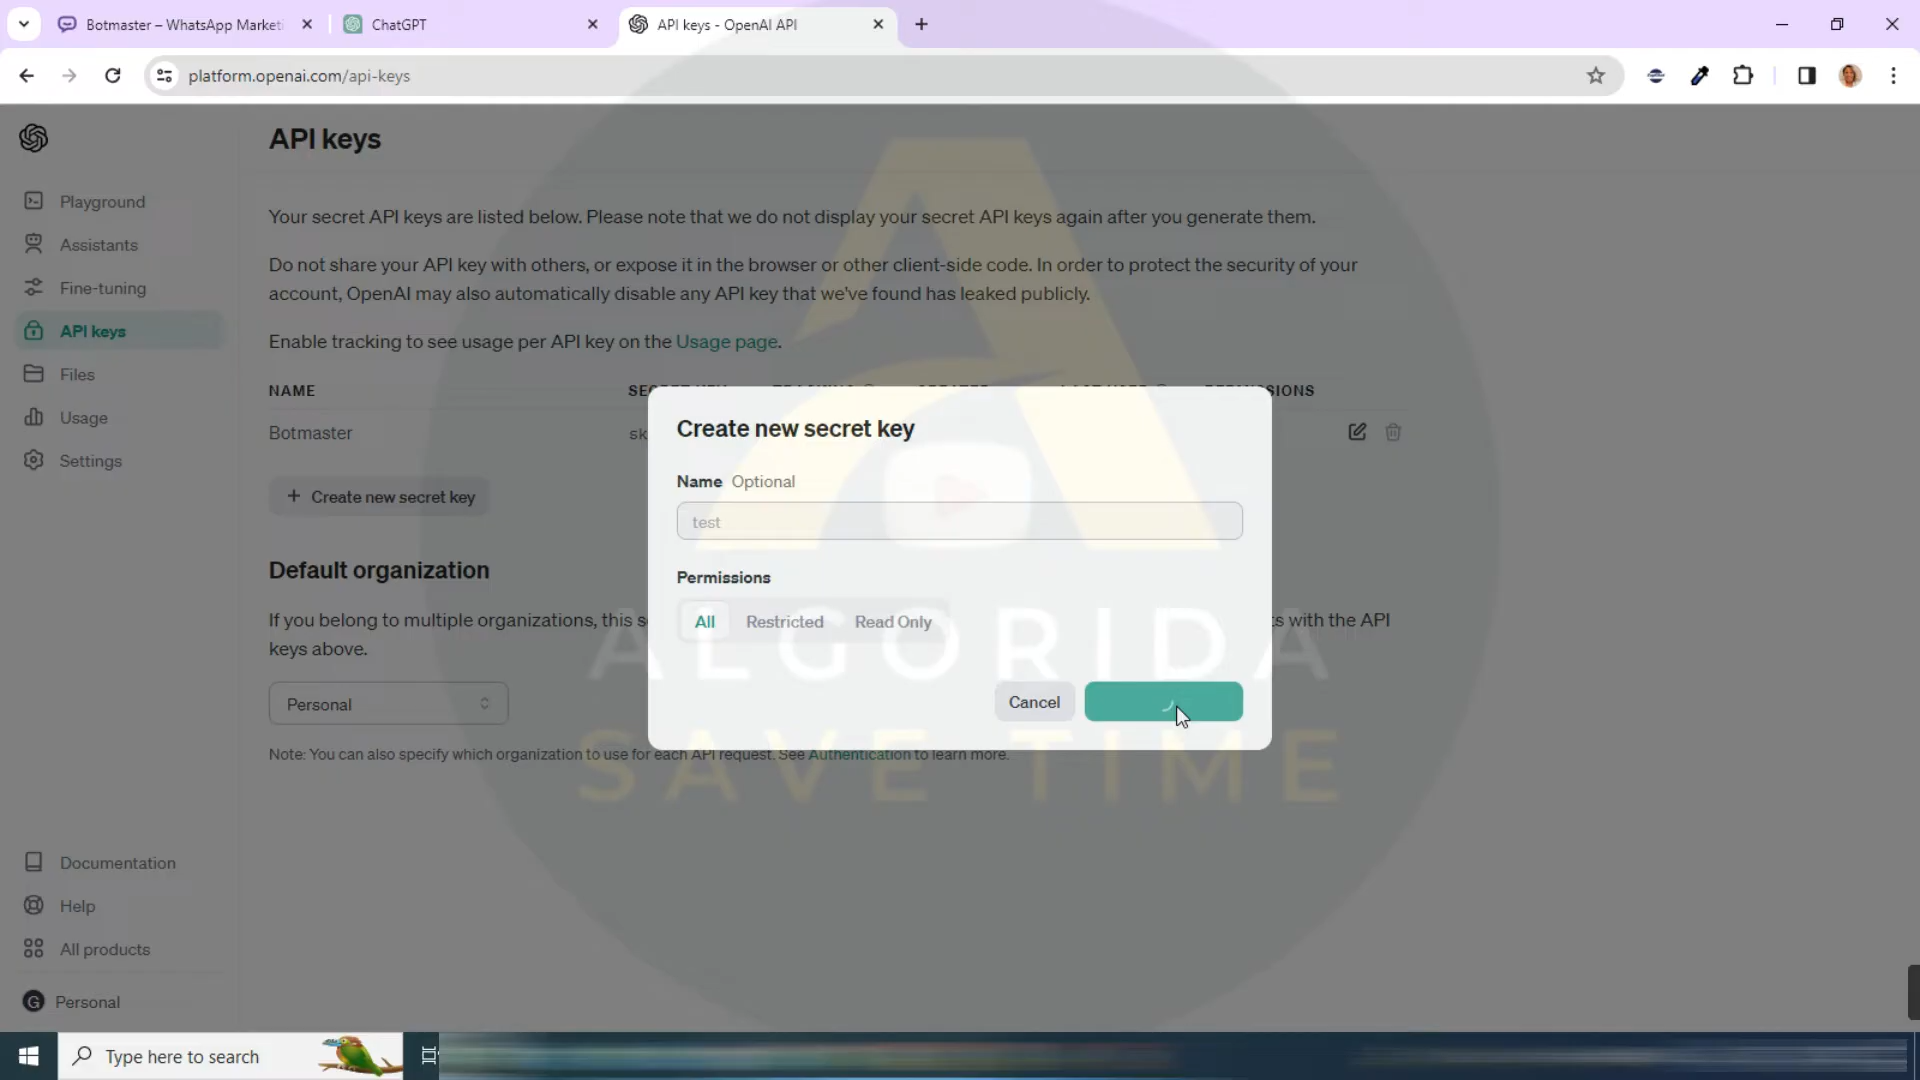 Botmaster – WhatsApp Marketi
ChatGPT
API keys - OpenAI API
platform.openai.com/api-keys
API keys
Playground
Assistants
Fine-tuning
API keys
Files
Usage
Settings
Your secret API keys are listed below. Please note that we do not display your secret API keys again after you generate them.
Do not share your API key with others, or expose it in the browser or other client-side code. In order to protect the security of your
account, OpenAI may also automatically disable any API key that we've found has leaked publicly.
Enable tracking to see usage per API key on the Usage page.
NAME
Botmaster
sk
+ Create new secret key
Create new secret key
Name Optional
test
Permissions
All Restricted Read Only
Cancel
Default organization
If you belong to multiple organizations, this s
s with the API
keys above.
Personal
Note: You can also specify which organization to use for each API request. See Authentication to learn more.
ALGORIDA
SAVE TIME
Documentation
Help
All products
G Personal
Type here to search